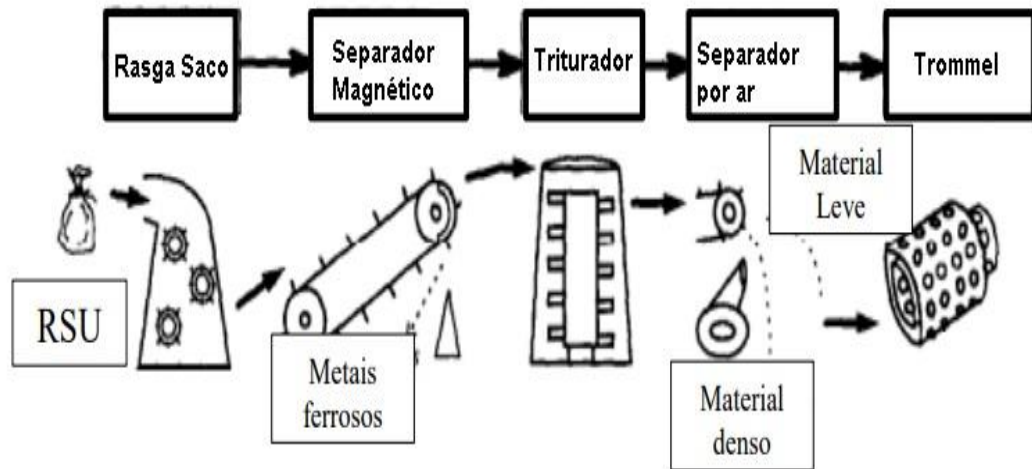 Rasga Saco
Separador
Magnético
Triturador
Separador
por ar
Trommel
RSU
Metais
ferrosos
Material
Leve
Material
denso